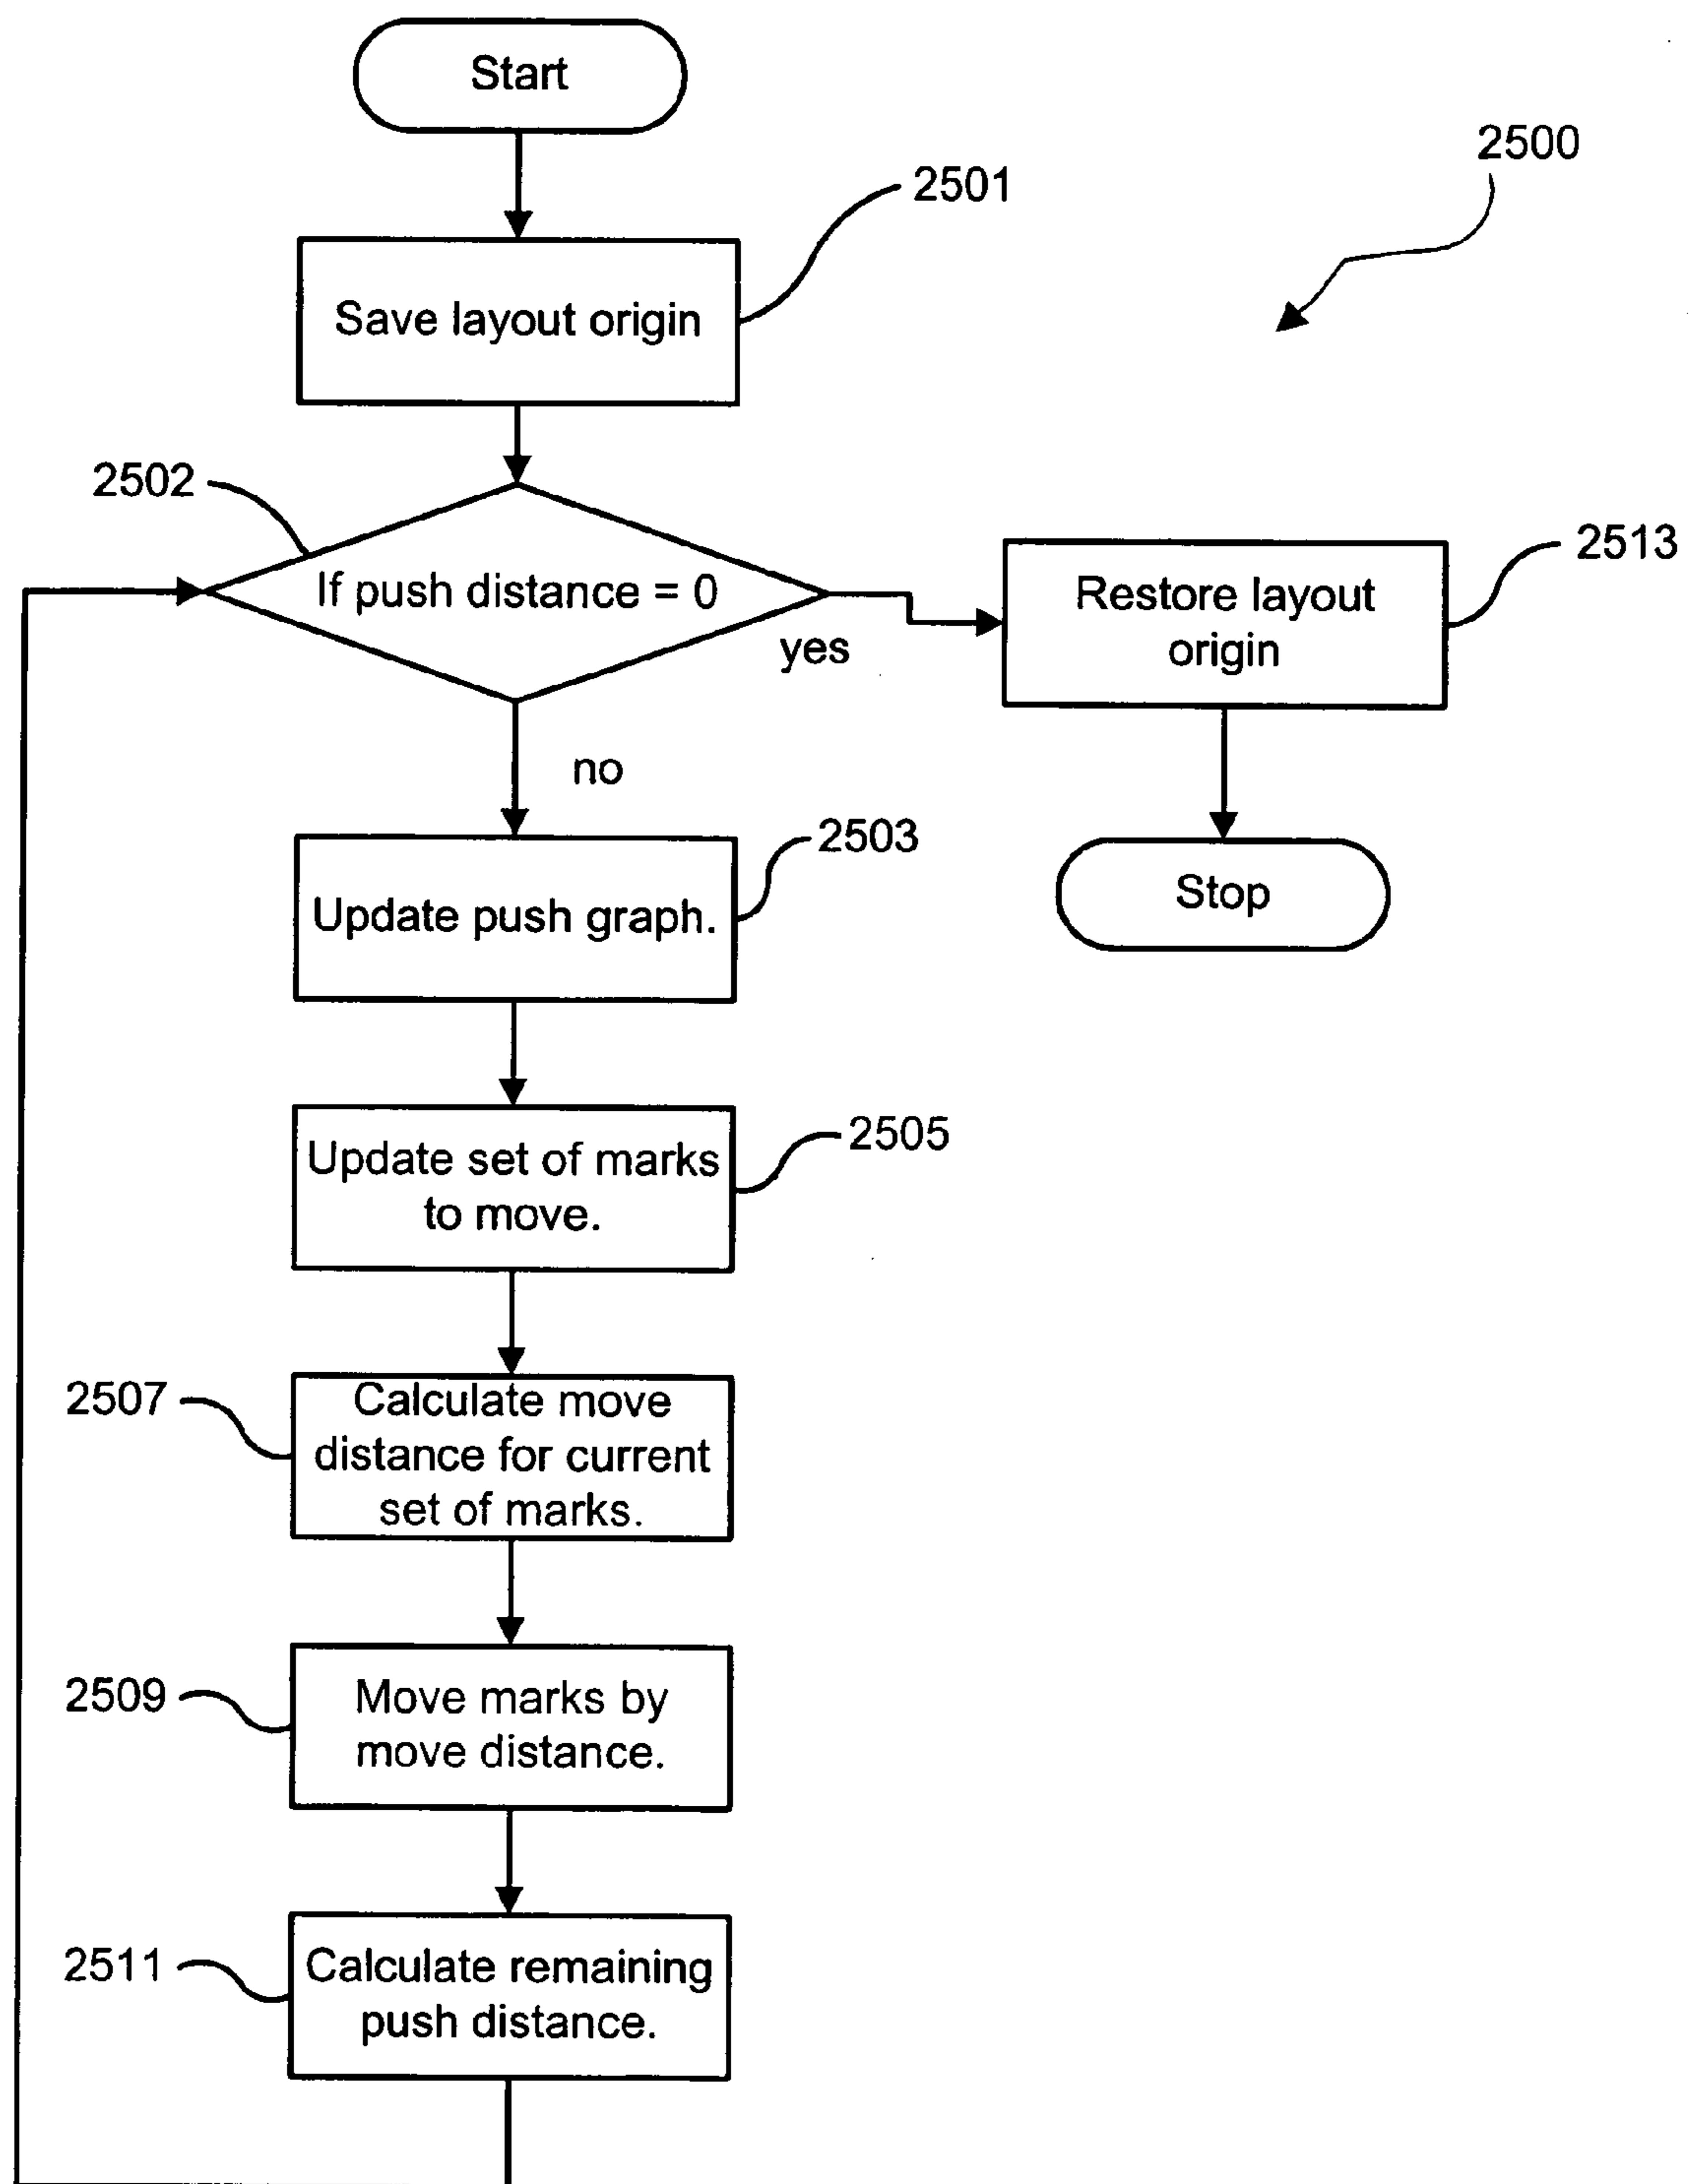 Start
2500
2501
Save layout origin
2502
If push distance = 0
yes
2513
Restore layout
origin
no
2503
Update push graph.
Stop
2505
Update set of marks
to move.
2507
Calculate move
distance for current
set of marks.
2509
Move marks by
move distance.
2511
Calculate remaining
push distance.